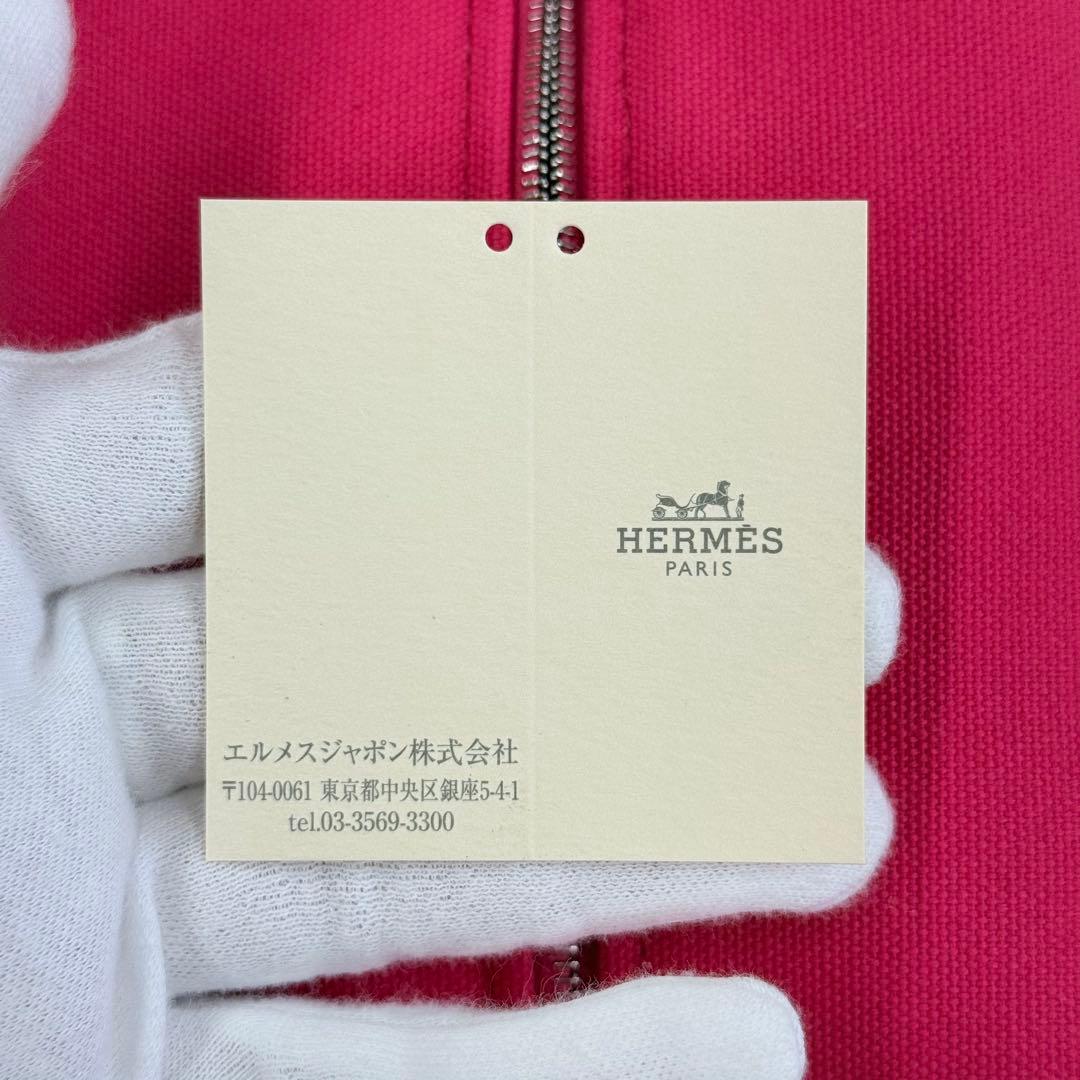 HERMÈS
PARIS
エルメスジャポン株式会社
〒104-0061 東京都中央区銀座5-4-1
tel.03-3569-3300